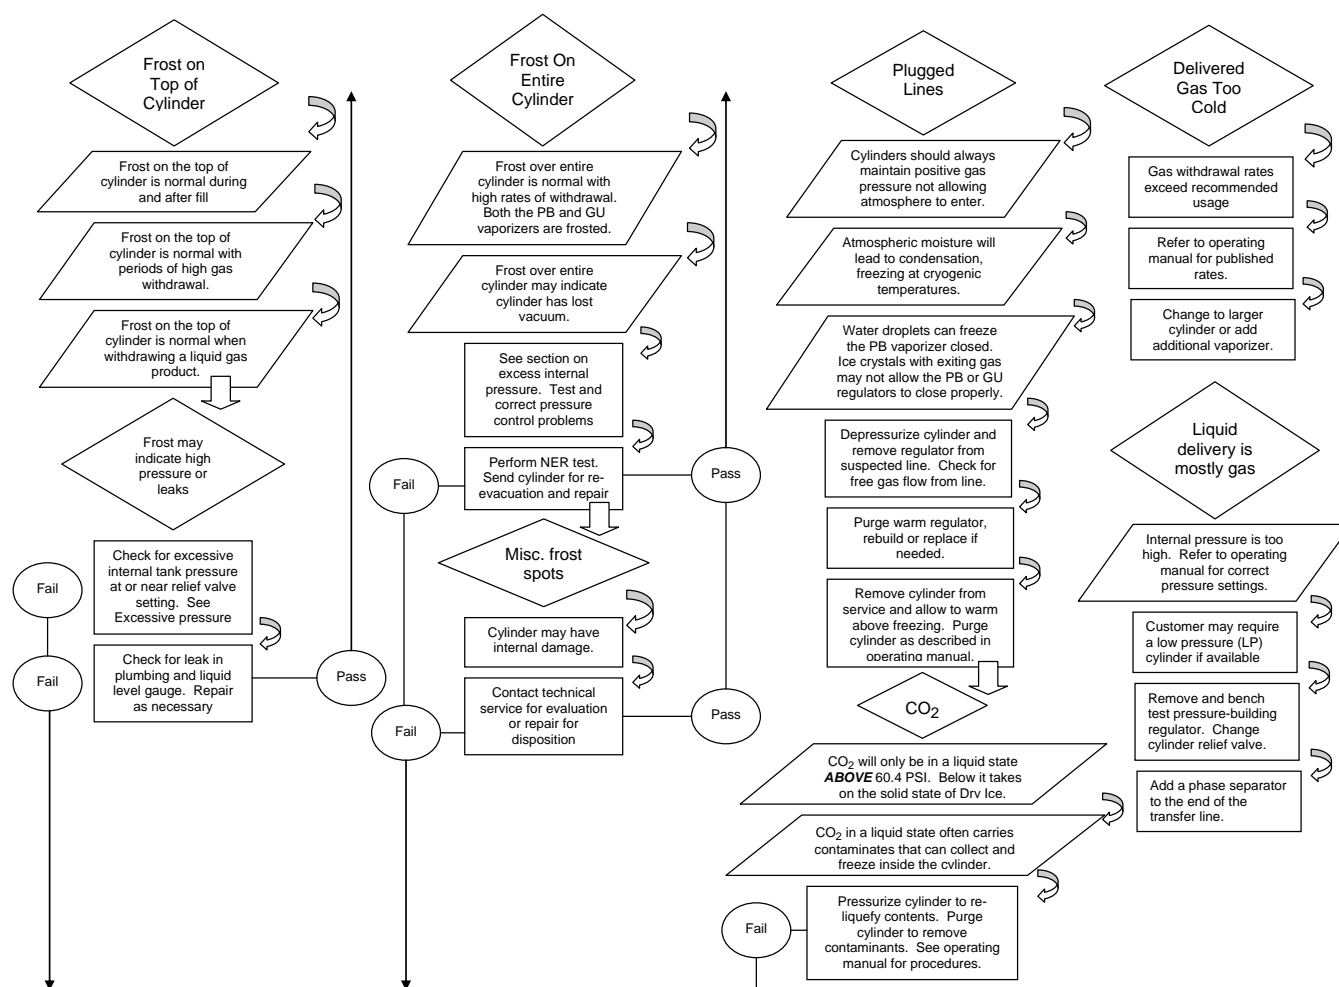 Frost on
Top of
Cylinder
Frost on the top of
cylinder is normal during
and after fill
Frost on the top of
cylinder is normal with
periods of high gas
withdrawal.
Frost on the top of
cylinder is normal when
withdrawing a liquid gas
product.
Frost may
indicate high
pressure or
leaks
Check for excessive
internal tank pressure
at or near relief valve
setting. See
Excessive pressure
Fail
Check for leak in
plumbing and liquid
level gauge. Repair
as necessary
Fail
Pass
Frost On
Entire
Cylinder
Frost over entire
cylinder is normal with
high rates of withdrawal.
Both the PB and GU
vaporizers are frosted.
Frost over entire
cylinder may indicate
cylinder has lost
vacuum.
See section on
excess internal
pressure. Test and
correct pressure
control problems
Perform NER test.
Send cylinder for re-
evacuation and repair
Fail
Pass
Misc. frost
spots
Cylinder may have
internal damage.
Contact technical
service for evaluation
or repair for
disposition
Fail
Pass
Plugged
Lines
Cylinders should always
maintain positive gas
pressure not allowing
atmosphere to enter.
Atmospheric moisture will
lead to condensation,
freezing at cryogenic
temperatures.
Water droplets can freeze
the PB vaporizer closed.
Ice crystals with exiting gas
may not allow the PB or GU
regulators to close properly.
Depressurize cylinder and
remove regulator from
suspected line. Check for
free gas flow from line.
Purge warm regulator,
rebuild or replace if
needed.
Remove cylinder from
service and allow to warm
above freezing. Purge
cylinder as described in
operating manual.
CO2
CO2 will only be in a liquid state
ABOVE 60.4 PSI. Below it takes
on the solid state of Dry Ice.
CO2 in a liquid state often carries
contaminates that can collect and
freeze inside the cylinder.
Pressurize cylinder to re-
liquefy contents. Purge
cylinder to remove
contaminants. See operating
manual for procedures.
Fail
Delivered
Gas Too
Cold
Gas withdrawal rates
exceed recommended
usage
Refer to operating
manual for published
rates.
Change to larger
cylinder or add
additional vaporizer.
Liquid
delivery is
mostly gas
Internal pressure is too
high. Refer to operating
manual for correct
pressure settings.
Customer may require
a low pressure (LP)
cylinder if available
Remove and bench
test pressure-building
regulator. Change
cylinder relief valve.
Add a phase separator
to the end of the
transfer line.